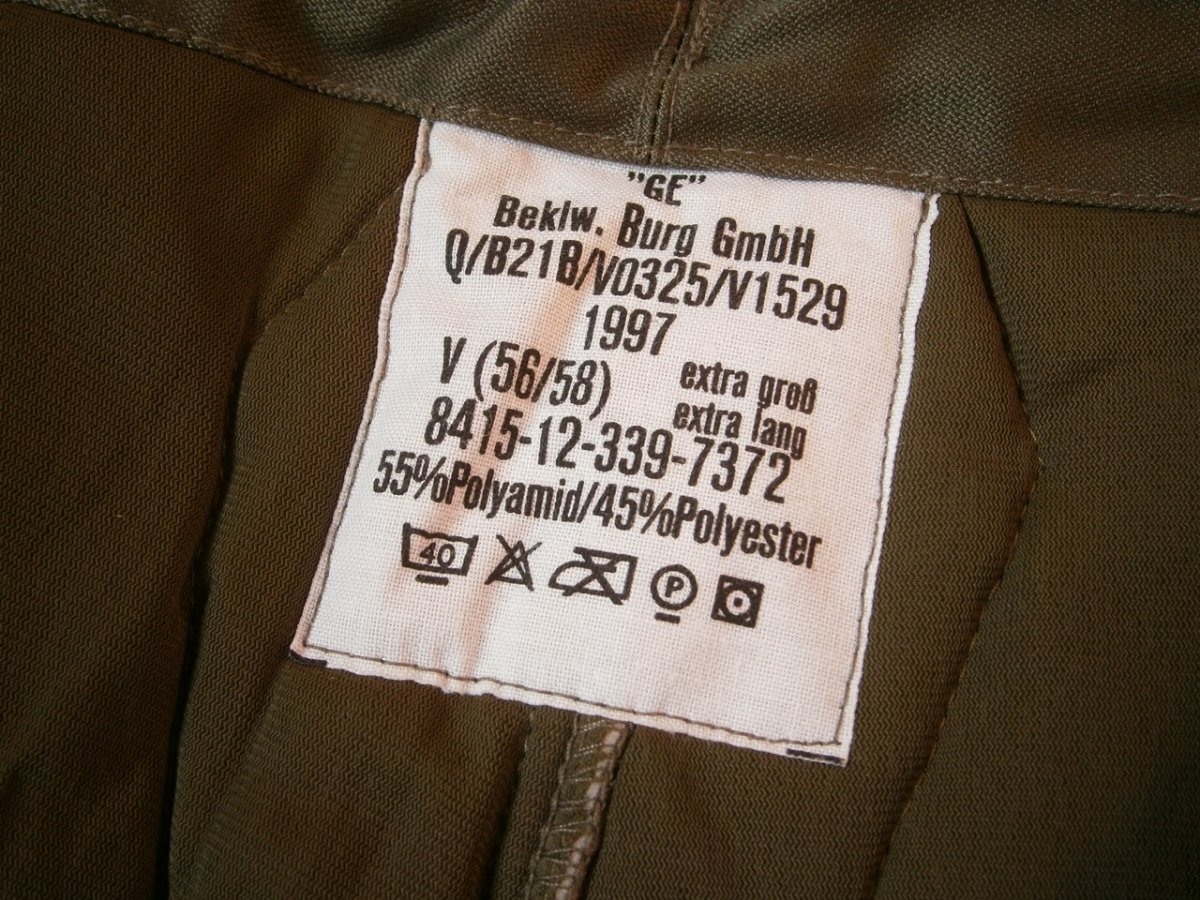 "GE"
Beklw. Burg GmbH
Q/B21B/V0325/V1529
1997
V (56/58) extra groß
extra lang
8415-12-339-7372
55%Polyamid/45%Polyester
40 P